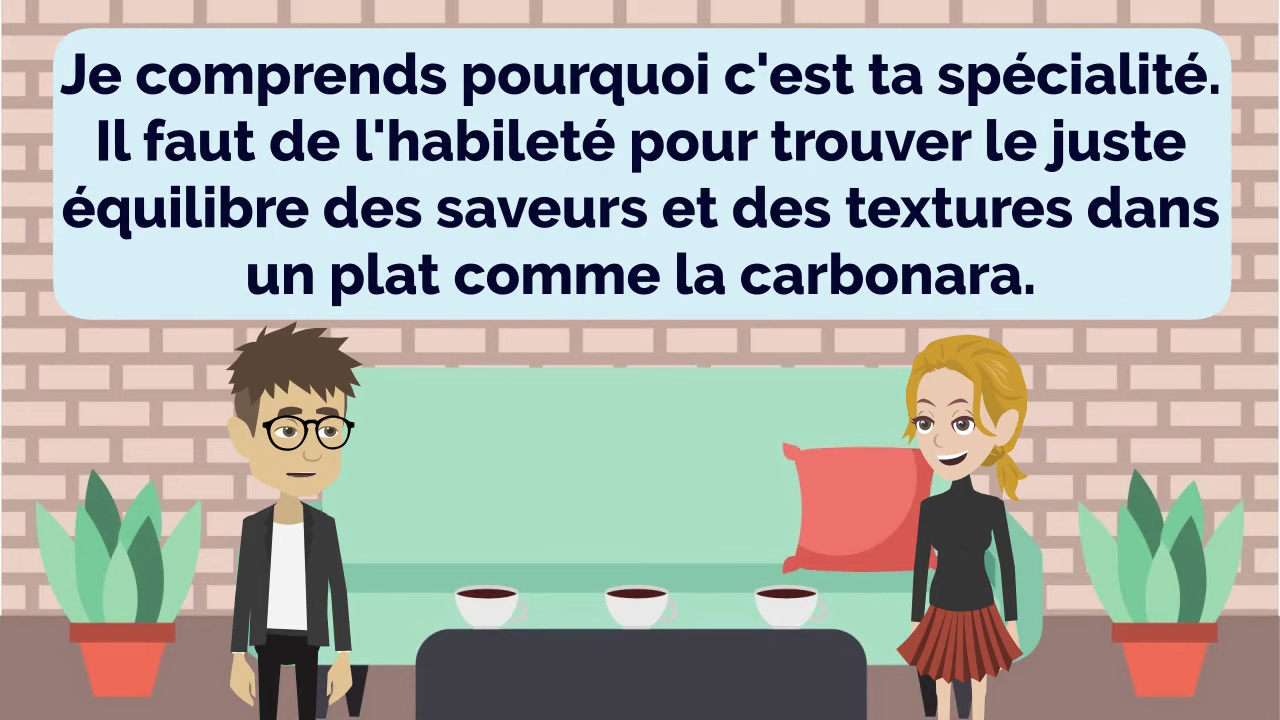 Je comprends pourquoi c'est ta spécialité.
Il faut de l'habileté pour trouver le juste
équilibre des saveurs et des textures dans
un plat comme la carbonara.